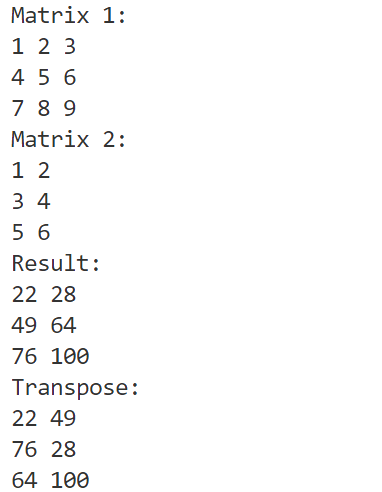 Matrix 1:
1 2 3
4 5 6
7 8 9
Matrix 2:
1 2
3 4
5 6
Result:
22 28
49 64
76 100
Transpose:
22 49
76 28
64 100